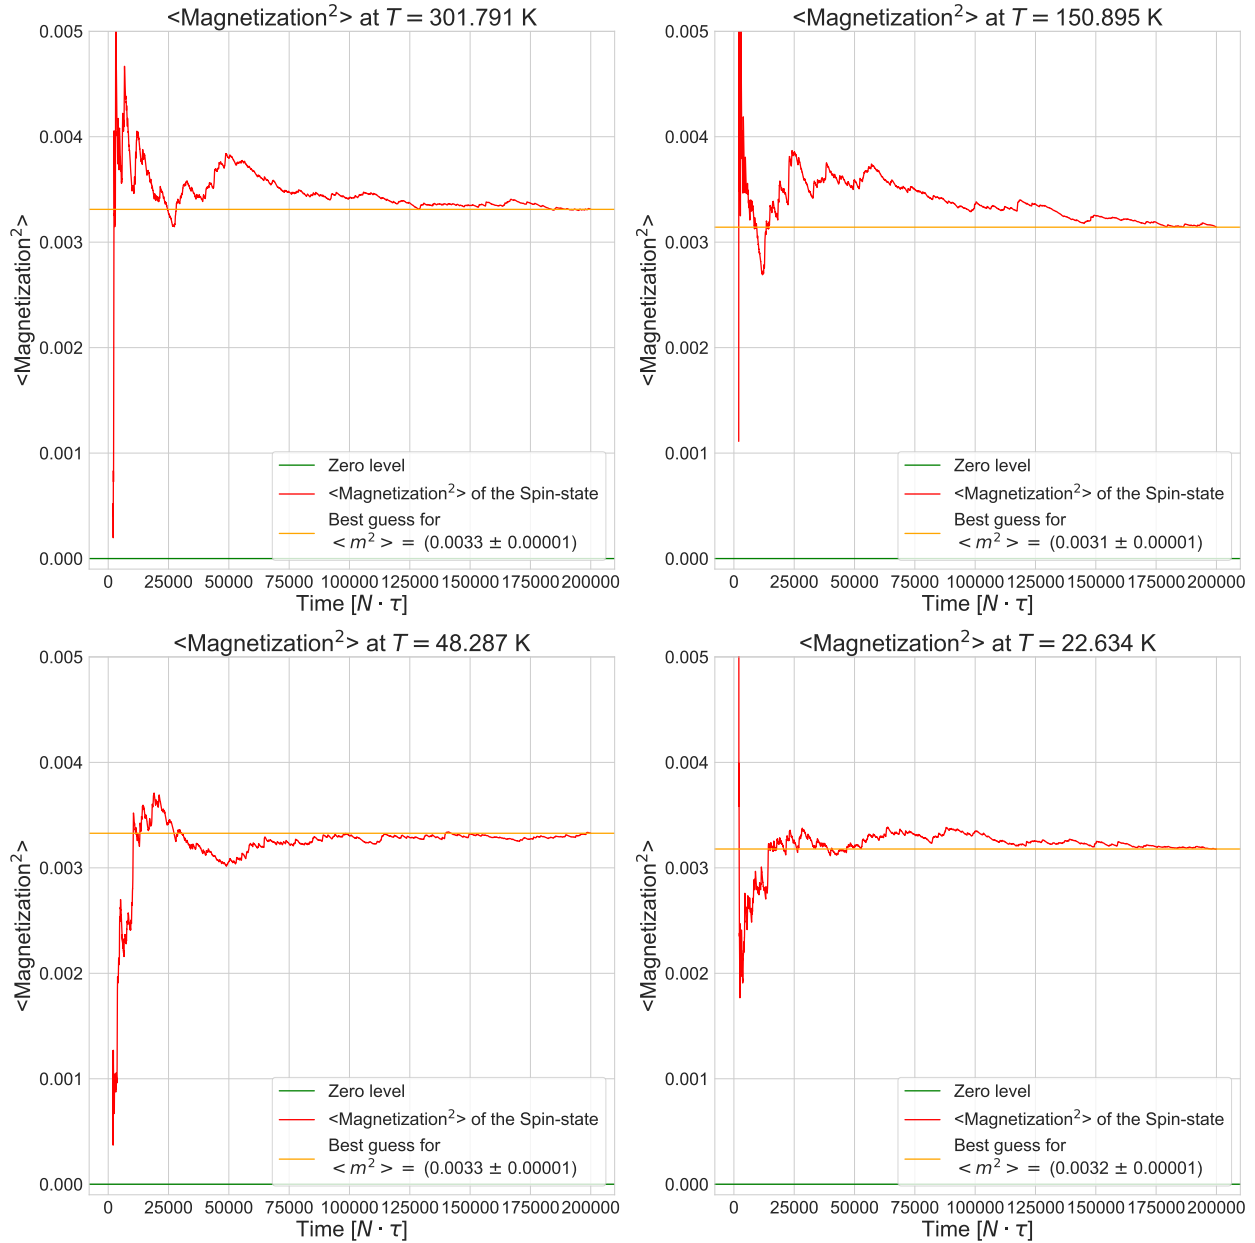 <Magnetization²> at T = 301.791 K
<Magnetization²>
0.005
0.004
0.003
0.002
0.001
0.000
Zero level
<Magnetization²> of the Spin-state
Best guess for
< m² > = (0.0033 ± 0.00001)
0 25000 50000 75000 100000 125000 150000 175000 200000
Time [N · τ]
<Magnetization²> at T = 150.895 K
<Magnetization²>
0.005
0.004
0.003
0.002
0.001
0.000
Zero level
<Magnetization²> of the Spin-state
Best guess for
< m² > = (0.0031 ± 0.00001)
0 25000 50000 75000 100000 125000 150000 175000 200000
Time [N · τ]
<Magnetization²> at T = 48.287 K
<Magnetization²>
0.005
0.004
0.003
0.002
0.001
0.000
Zero level
<Magnetization²> of the Spin-state
Best guess for
< m² > = (0.0033 ± 0.00001)
0 25000 50000 75000 100000 125000 150000 175000 200000
Time [N · τ]
<Magnetization²> at T = 22.634 K
<Magnetization²>
0.005
0.004
0.003
0.002
0.001
0.000
Zero level
<Magnetization²> of the Spin-state
Best guess for
< m² > = (0.0032 ± 0.00001)
0 25000 50000 75000 100000 125000 150000 175000 200000
Time [N · τ]